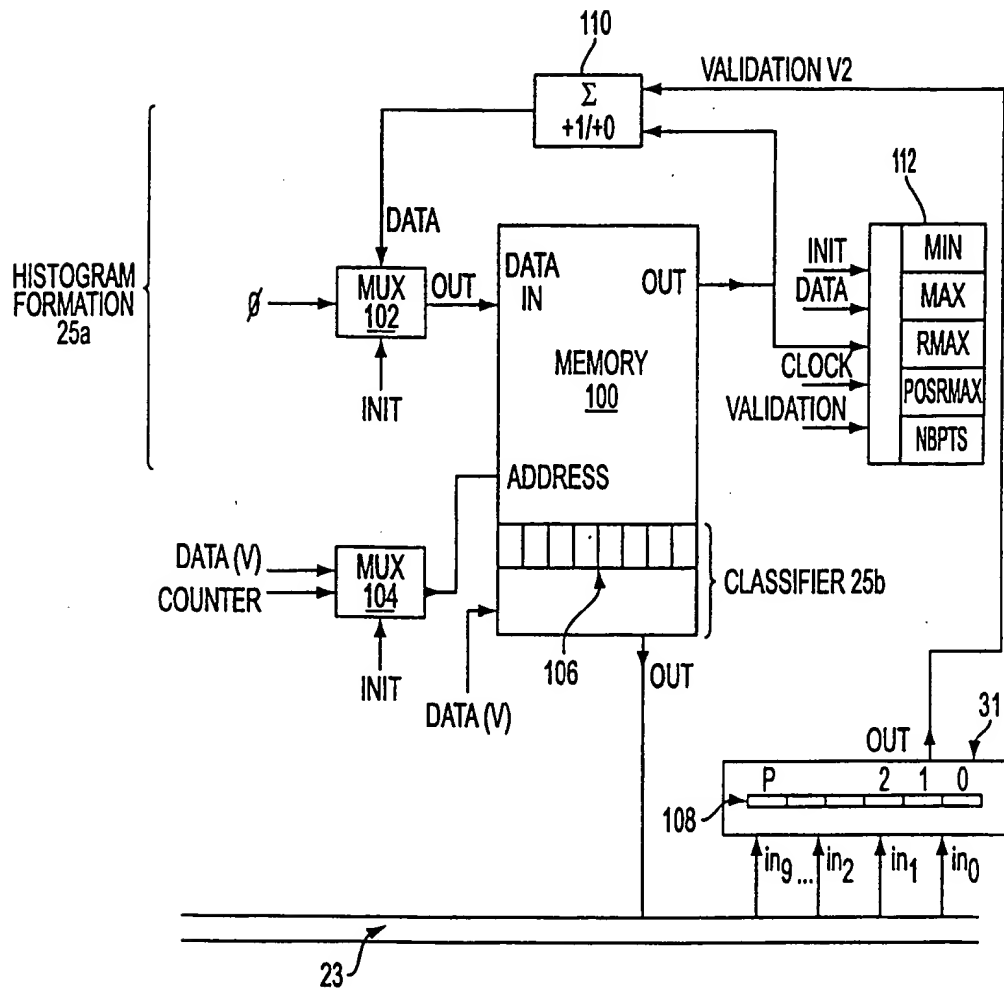 110
VALIDATION V2
Σ
+1/+0
112
DATA
INIT
DATA
CLOCK
VALIDATION
MIN
MAX
RMAX
POSRMAX
NBPTS
HISTOGRAM
FORMATION
25a
Ø
MUX
102
OUT
INIT
DATA
IN
OUT
MEMORY
100
ADDRESS
DATA (V)
COUNTER
MUX
104
INIT
CLASSIFIER 25b
106
DATA (V)
OUT
31
OUT
P 2 1 0
108
in9... in2 in1 in0
23